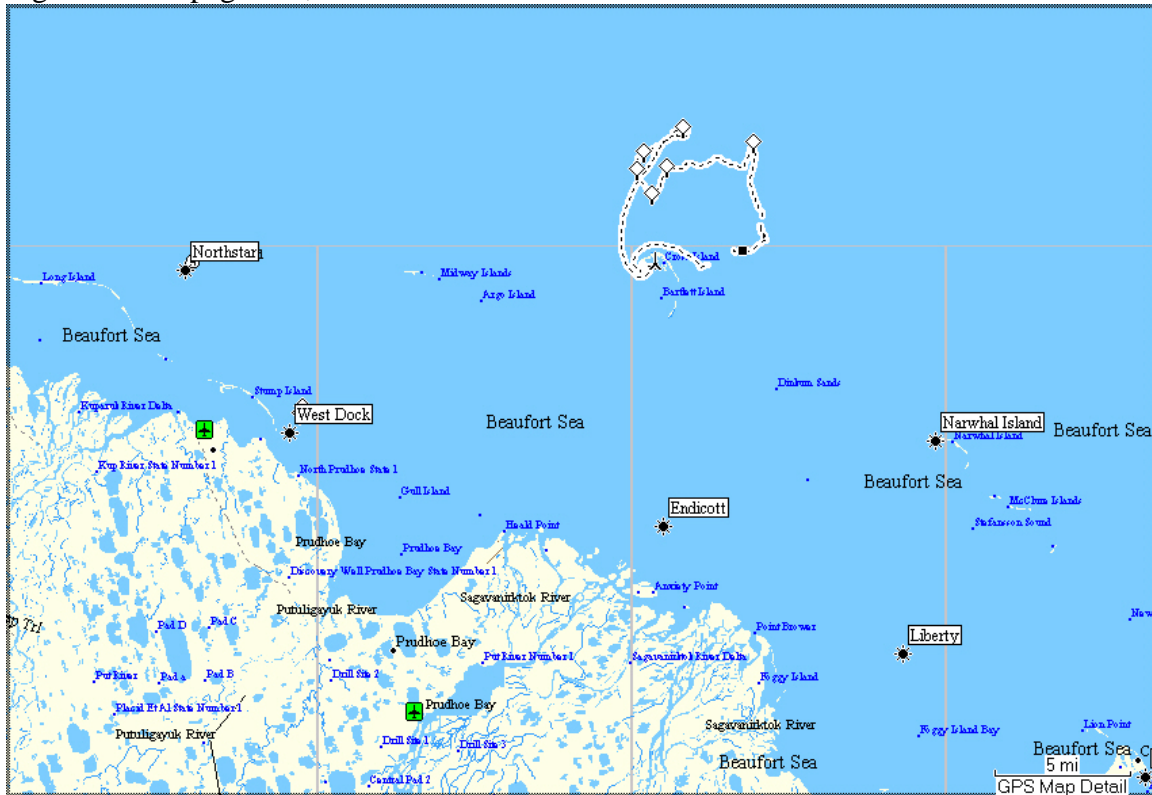 Northstar
Long Island
Midway Islands
Argo Island
Cross Island
Bartlett Island
Beaufort Sea
Stump Island
Dinkum Sands
Kuparuk River Delta
West Dock
Beaufort Sea
Narwhal Island
Beaufort Sea
Narwhal Island
Kup River State Number 1
North Prudhoe State 1
Beaufort Sea
Gull Island
McClure Islands
Endicott
Stefansson Sound
Heald Point
Prudhoe Bay
Prudhoe Bay
Discovery Well Prudhoe Bay State Number 1
Anxiety Point
Sagavanirktok River
Putuligayuk River
Trl
Pad D
Pad C
Point Brower
Liberty
Prudhoe Bay
Put River Number 1
Sagavanirktok River Delta
Put River
Pad A
Pad B
Drill Site 2
Foggy Island
Prudhoe Bay
Placid Et Al State Number 1
Sagavanirktok River
Lion Point
Putuligayuk River
Foggy Island Bay
Drill Site 1
Drill Site 3
Beaufort Sea
Beaufort Sea
5 mi
Central Pad 2
GPS Map Detail